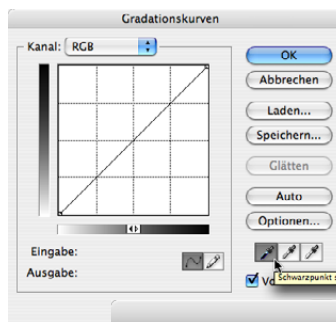 Gradationskurven
Kanal: RGB
OK
Abbrechen
Laden...
Speichern...
Glätten
Auto
Optionen...
Eingabe:
Ausgabe:
Schwarzpunkt